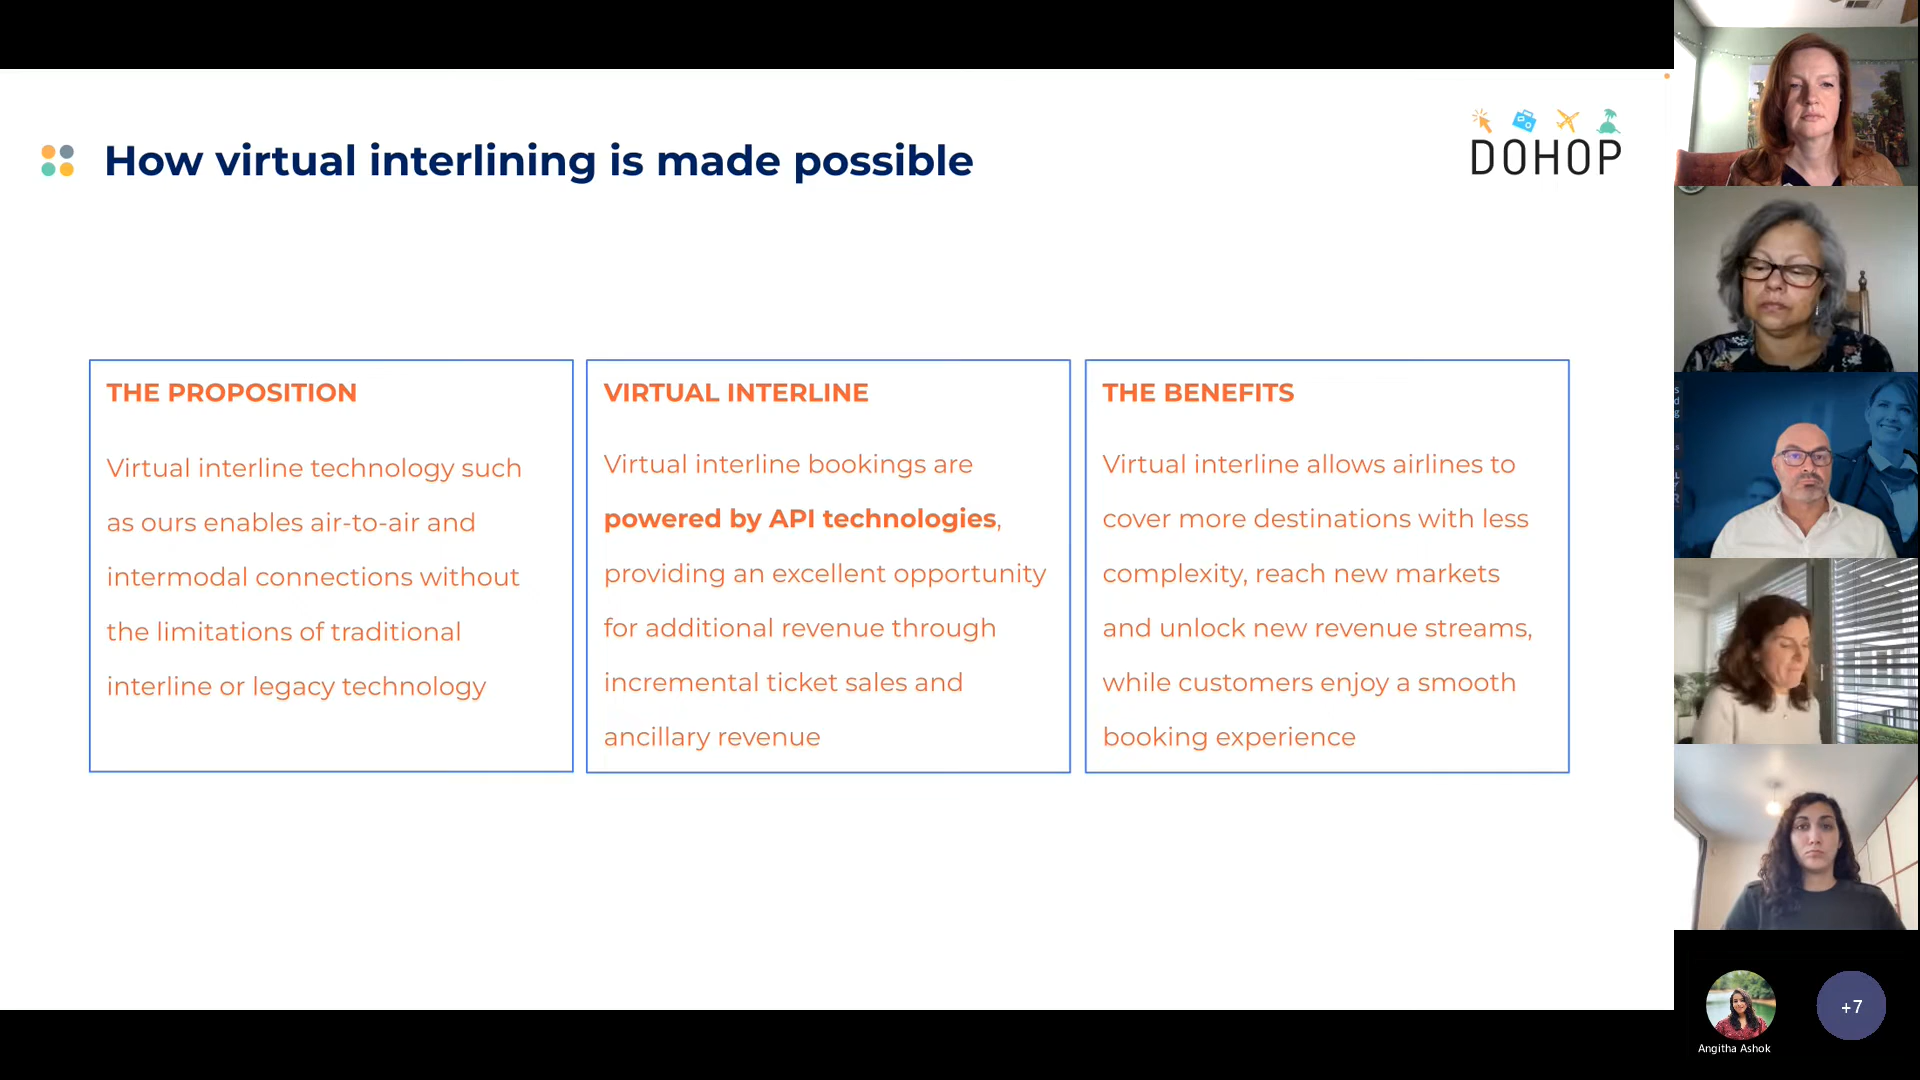 How virtual interlining is made possible
DOHOP
THE PROPOSITION
Virtual interline technology such
as ours enables air-to-air and
intermodal connections without
the limitations of traditional
interline or legacy technology
VIRTUAL INTERLINE
Virtual interline bookings are
powered by API technologies,
providing an excellent opportunity
for additional revenue through
incremental ticket sales and
ancillary revenue
THE BENEFITS
Virtual interline allows airlines to
cover more destinations with less
complexity, reach new markets
and unlock new revenue streams,
while customers enjoy a smooth
booking experience
Angitha Ashok
+7